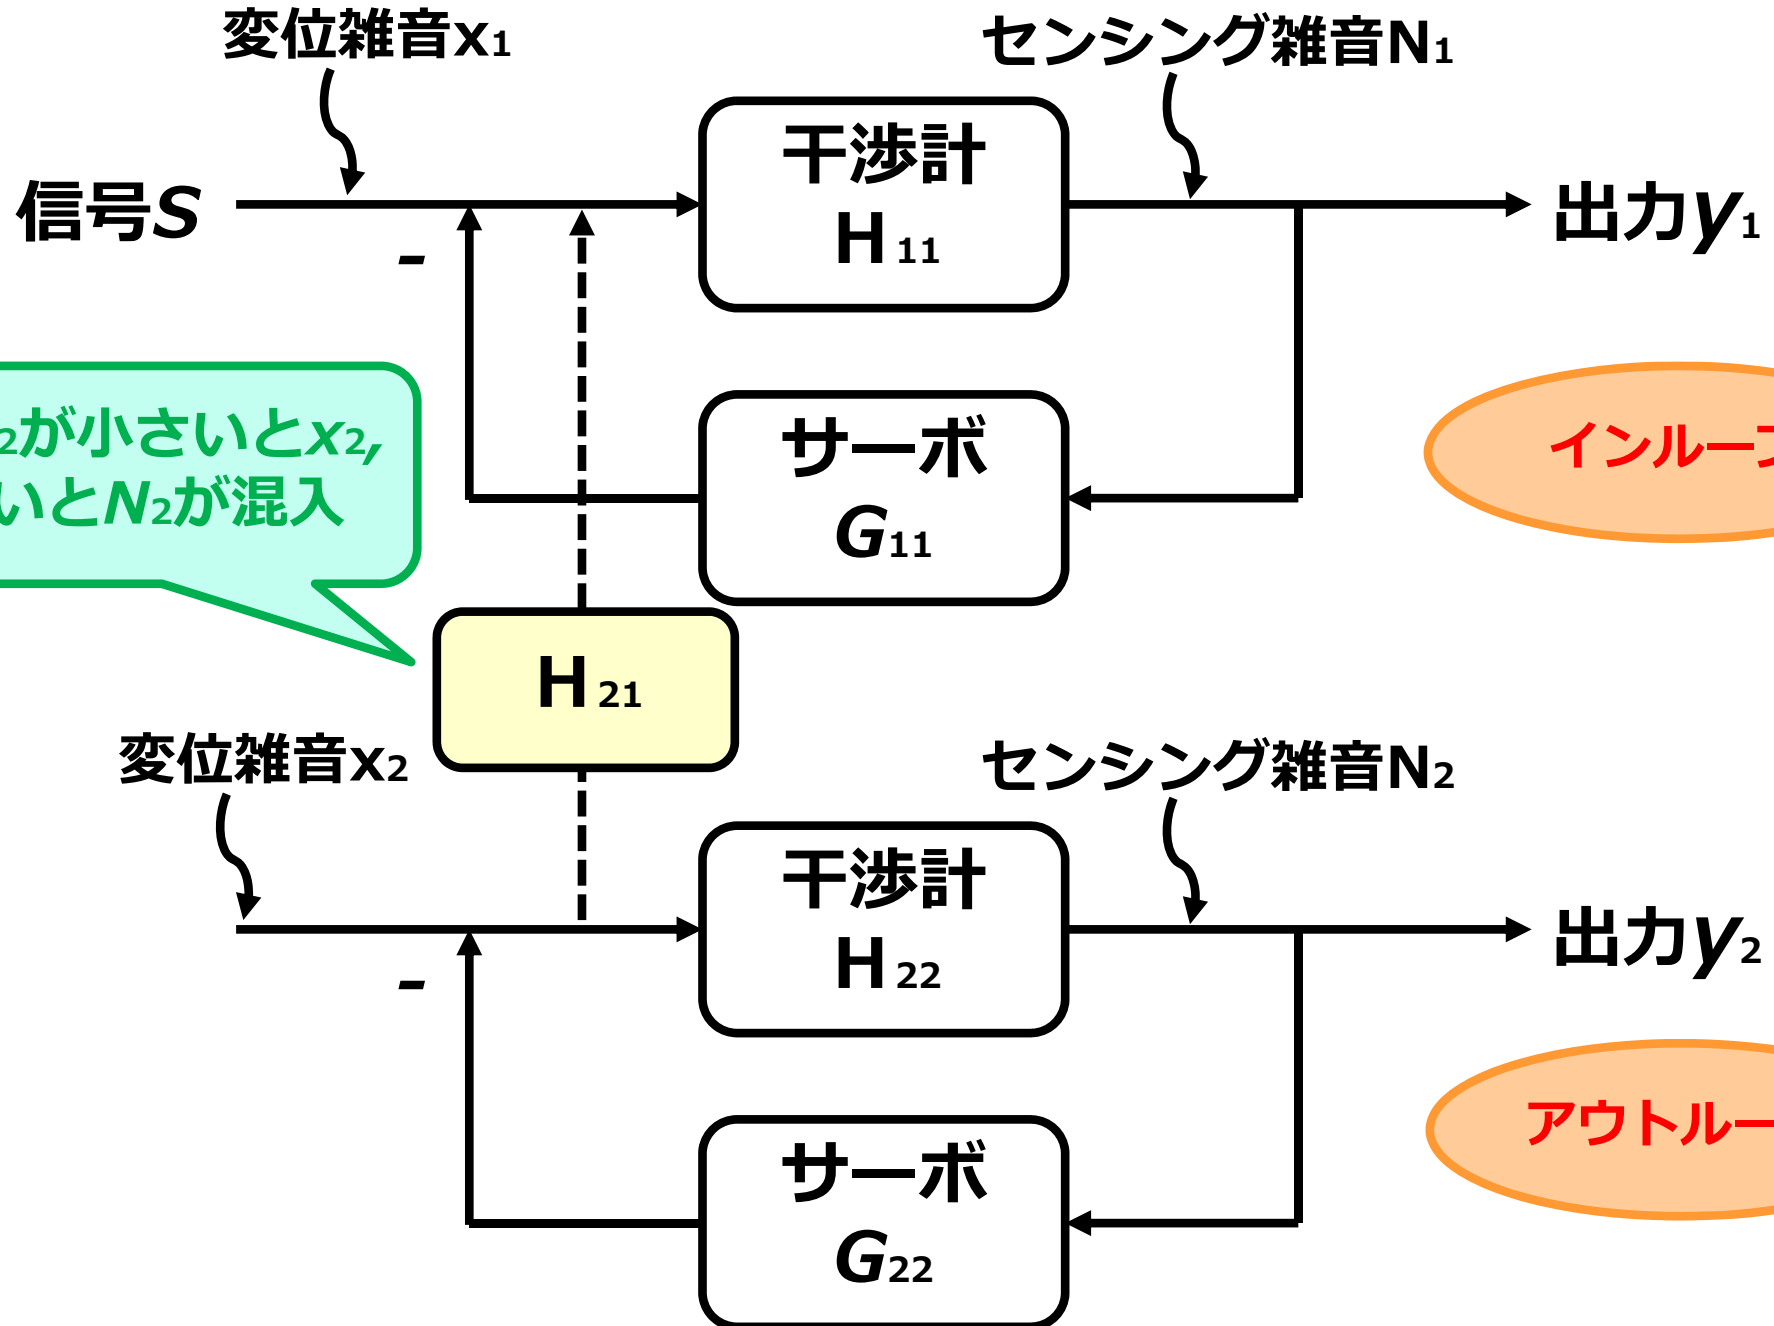 変位雑音x1
センシング雑音N1
干渉計
H11
信号S
出力y1
-
2が小さいとx2,
いとN2が混入
サーボ
G11
インルー
H21
変位雑音x2
センシング雑音N2
干渉計
H22
出力y2
-
アウトルー
サーボ
G22